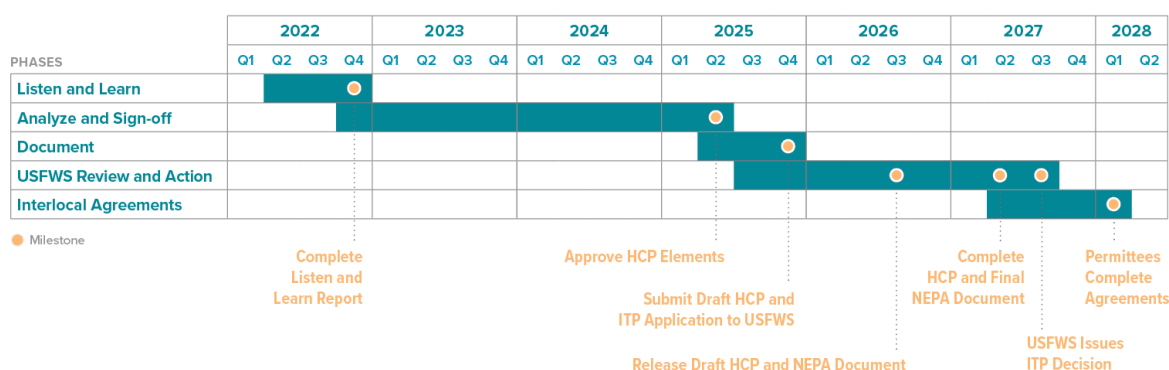 2022 2023 2024 2025 2026 2027 2028
PHASES Q1 Q2 Q3 Q4 Q1 Q2 Q3 Q4 Q1 Q2 Q3 Q4 Q1 Q2 Q3 Q4 Q1 Q2 Q3 Q4 Q1 Q2 Q3 Q4 Q1 Q2
Listen and Learn
Analyze and Sign-off
Document
USFWS Review and Action
Interlocal Agreements
Milestone
Complete
Listen and
Learn Report
Approve HCP Elements
Submit Draft HCP and
ITP Application to USFWS
Release Draft HCP and NEPA Document
Complete
HCP and Final
NEPA Document
USFWS Issues
ITP Decision
Permittees
Complete
Agreements